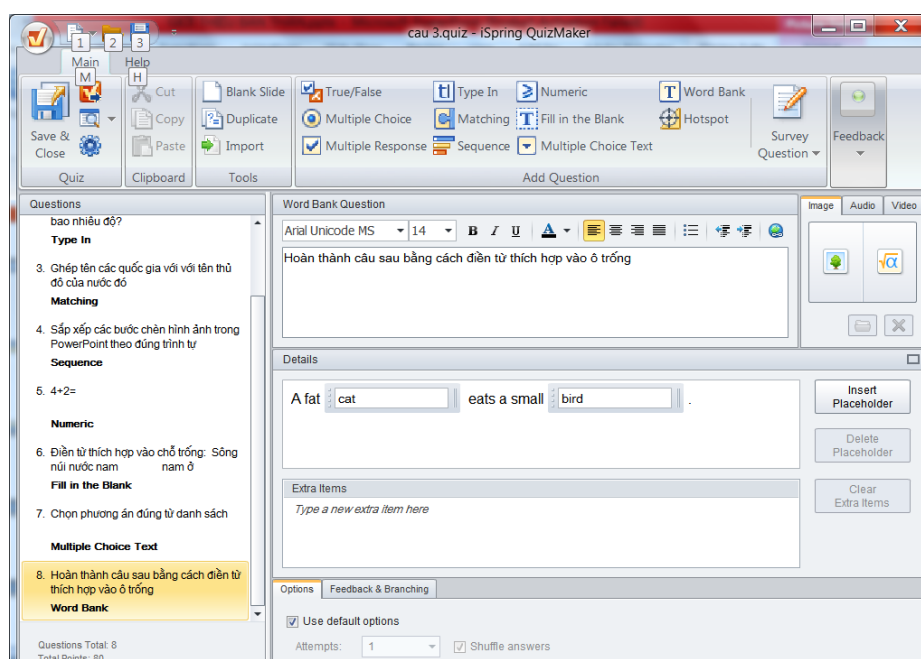 cau 3.quiz - iSpring QuizMaker
1 2 3
Main Help
M H
Save & Close
Cut
Copy
Paste
Blank Slide
Duplicate
Import
True/False
Multiple Choice
Multiple Response
Type In
Matching
Sequence
Numeric
Fill in the Blank
Multiple Choice Text
Word Bank
Hotspot
Survey Question
Feedback
Quiz Clipboard Tools Add Question
Questions
bao nhiêu độ?
Type In
3. Ghép tên các quốc gia với với tên thủ
đô của nước đó
Matching
4. Sắp xếp các bước chèn hình ảnh trong
PowerPoint theo đúng trình tự
Sequence
5. 4+2=
Numeric
6. Điền từ thích hợp vào chỗ trống: Sông
núi nước nam nam ở
Fill in the Blank
7. Chọn phương án đúng từ danh sách
Multiple Choice Text
8. Hoàn thành câu sau bằng cách điền từ
thích hợp vào ô trống
Word Bank
Questions Total: 8
Total Points: 80
Word Bank Question
Arial Unicode MS 14 B I U A
Hoàn thành câu sau bằng cách điền từ thích hợp vào ô trống
Image Audio Video
√α
Details
A fat cat eats a small bird .
Insert
Placeholder
Delete
Placeholder
Clear
Extra Items
Extra Items
Type a new extra item here
Options Feedback & Branching
Use default options
Attempts: 1 Shuffle answers